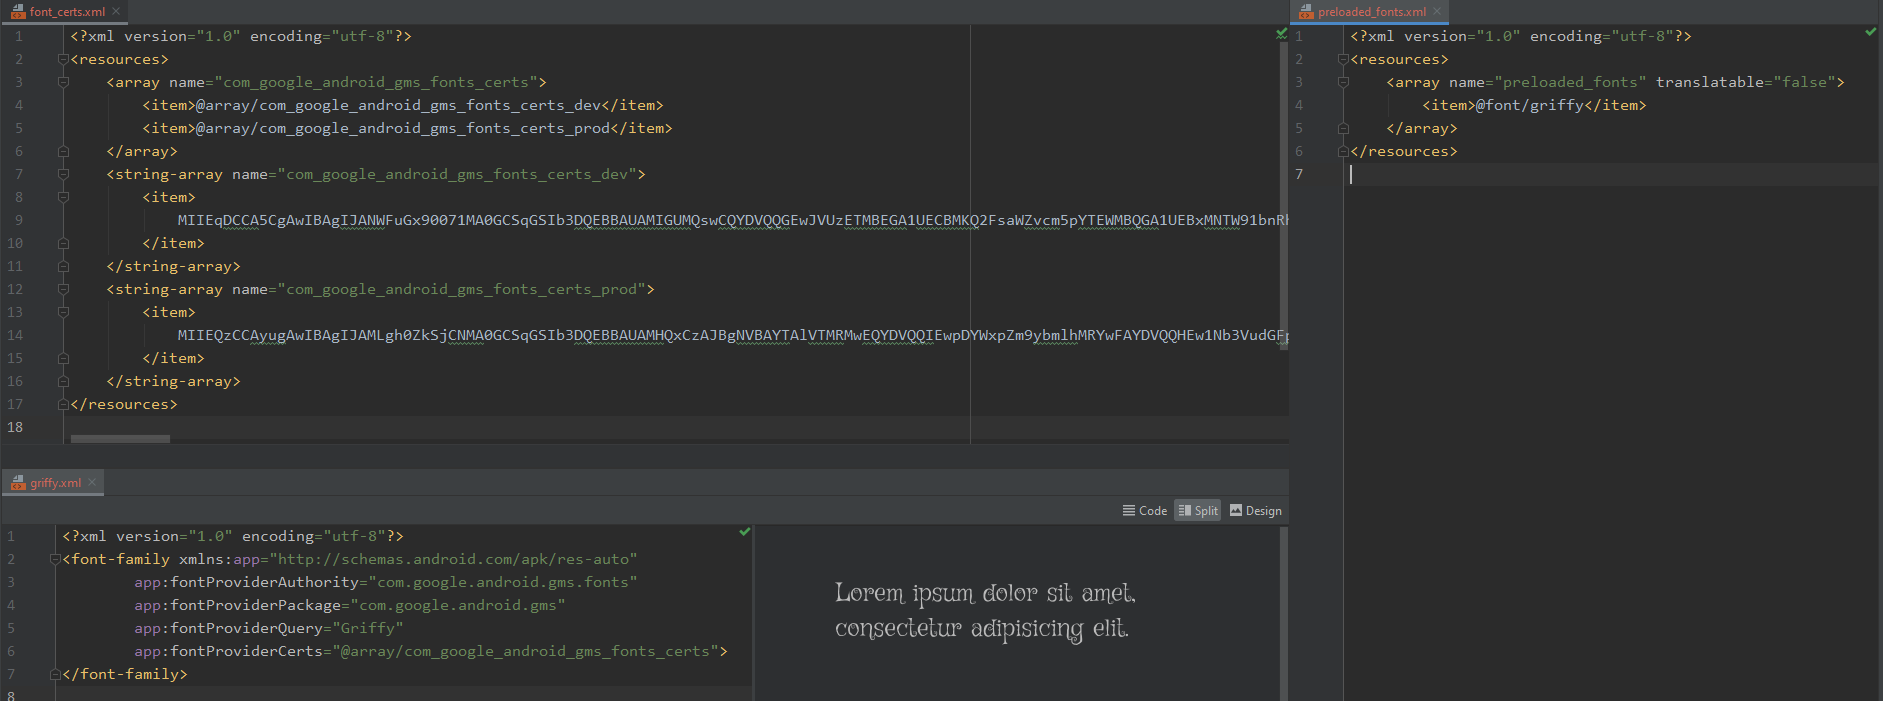 font_certs.xml
1 <?xml version="1.0" encoding="utf-8"?>
2 <resources>
3 <array name="com_google_android_gms_fonts_certs">
4 <item>@array/com_google_android_gms_fonts_certs_dev</item>
5 <item>@array/com_google_android_gms_fonts_certs_prod</item>
6 </array>
7 <string-array name="com_google_android_gms_fonts_certs_dev">
8 <item>
9 MIIEqDCCA5CgAwIBAgIJANWFuGx90071MA0GCSqGSIb3DQEBBAUAMIGUMQswCQYDVQQGEwJVUzETMBEGA1UECBMKQ2FsaWZvcm5pYTEWMBQGA1UEBxMNTW91bnRh
10 </item>
11 </string-array>
12 <string-array name="com_google_android_gms_fonts_certs_prod">
13 <item>
14 MIIEQzCCAyugAwIBAgIJAMLgh0ZkSjCNMA0GCSqGSIb3DQEBBAUAMHQxCzAJBgNVBAYTAlVTMRMwEQYDVQQIEwpDYWxpZm9ybmlhMRYwFAYDVQQHEw1Nb3VudGFp
15 </item>
16 </string-array>
17 </resources>
18
preloaded_fonts.xml
1 <?xml version="1.0" encoding="utf-8"?>
2 <resources>
3 <array name="preloaded_fonts" translatable="false">
4 <item>@font/griffy</item>
5 </array>
6 </resources>
7
griffy.xml
Code Split Design
1 <?xml version="1.0" encoding="utf-8"?>
2 <font-family xmlns:app="http://schemas.android.com/apk/res-auto"
3 app:fontProviderAuthority="com.google.android.gms.fonts"
4 app:fontProviderPackage="com.google.android.gms"
5 app:fontProviderQuery="Griffy"
6 app:fontProviderCerts="@array/com_google_android_gms_fonts_certs">
7 </font-family>
8
Lorem ipsum dolor sit amet,
consectetur adipisicing elit.